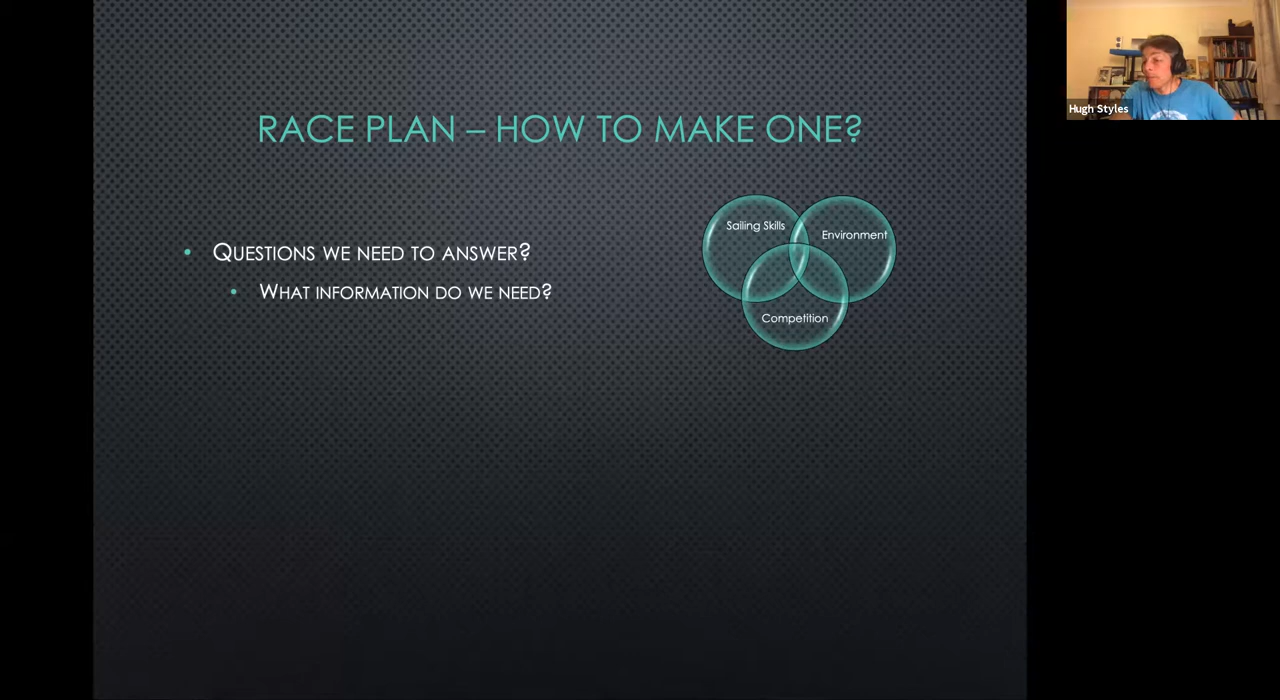 RACE PLAN – HOW TO MAKE ONE?
• QUESTIONS WE NEED TO ANSWER?
• WHAT INFORMATION DO WE NEED?
Sailing Skills
Environment
Competition
Hugh Styles